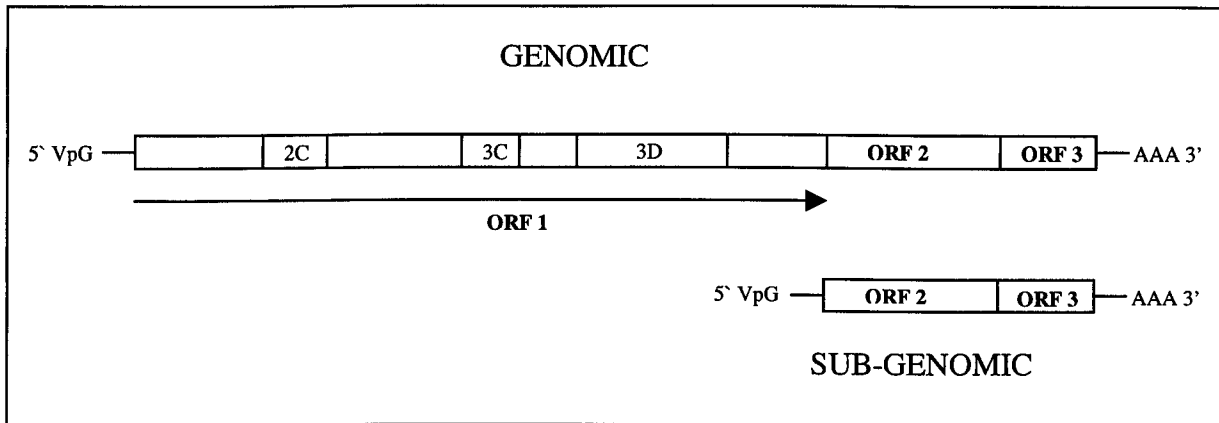 GENOMIC
5` VpG 2C 3C 3D ORF 2 ORF 3 AAA 3'
ORF 1
5` VpG ORF 2 ORF 3 AAA 3'
SUB-GENOMIC